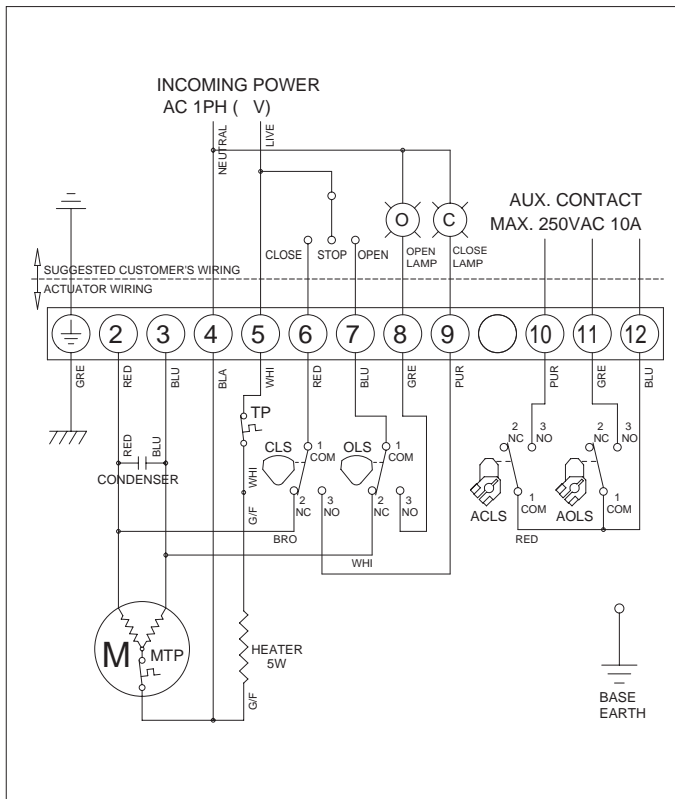 INCOMING POWER
AC 1PH ( V)
NEUTRAL
LIVE
AUX. CONTACT
MAX. 250VAC 10A
O
C
CLOSE
STOP
OPEN
OPEN
LAMP
CLOSE
LAMP
SUGGESTED CUSTOMER'S WIRING
ACTUATOR WIRING
2 3 4 5 6 7 8 9 10 11 12
GRE RED BLU BLA WHI RED BLU GRE PUR PUR GRE BLU
TP
RED
BLU
CONDENSER
WHI
G/F
CLS
1
COM
2
NC
3
NO
OLS
1
COM
2
NC
3
NO
BRO
WHI
2
NC
3
NO
1
COM
ACLS
RED
2
NC
3
NO
1
COM
AOLS
M
MTP
HEATER
5W
G/F
BASE
EARTH